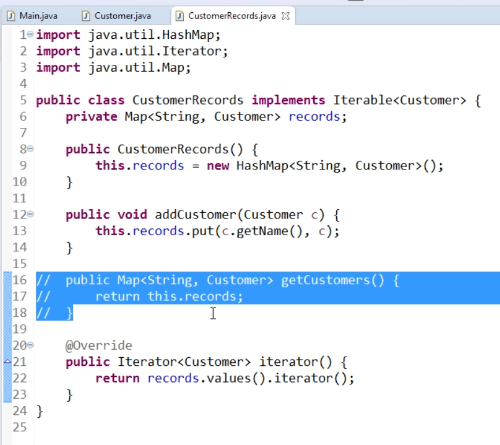 Main.java Customer.java CustomerRecords.java
1 import java.util.HashMap;
2 import java.util.Iterator;
3 import java.util.Map;
4
5 public class CustomerRecords implements Iterable<Customer> {
6     private Map<String, Customer> records;
7
8     public CustomerRecords() {
9         this.records = new HashMap<String, Customer>();
10     }
11
12     public void addCustomer(Customer c) {
13         this.records.put(c.getName(), c);
14     }
15
16 //  public Map<String, Customer> getCustomers() {
17 //      return this.records;
18 //  }
19
20     @Override
21     public Iterator<Customer> iterator() {
22         return records.values().iterator();
23     }
24 }
25